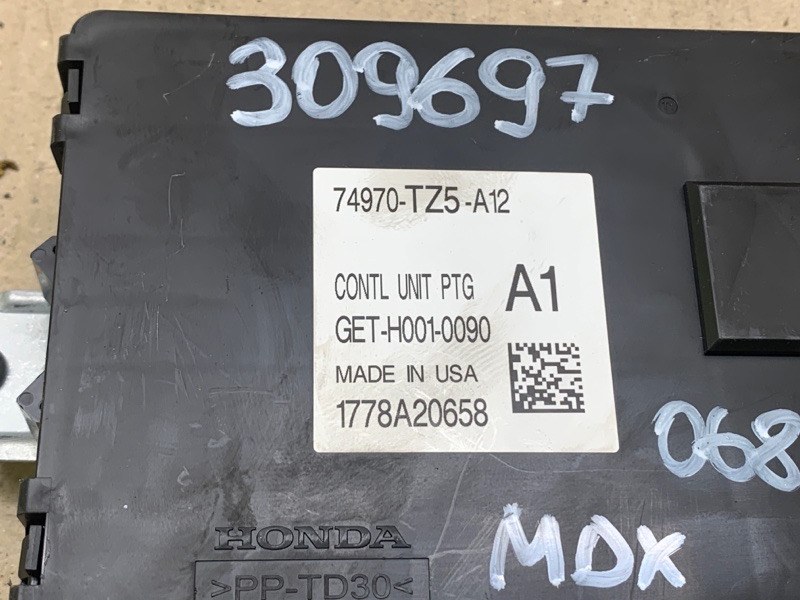 309697
74970-TZ5-A12
CONTL UNIT PTG A1
GET-H001-0090
MADE IN USA
1778A20658
068
HONDA
MDX
>PP-TD30<